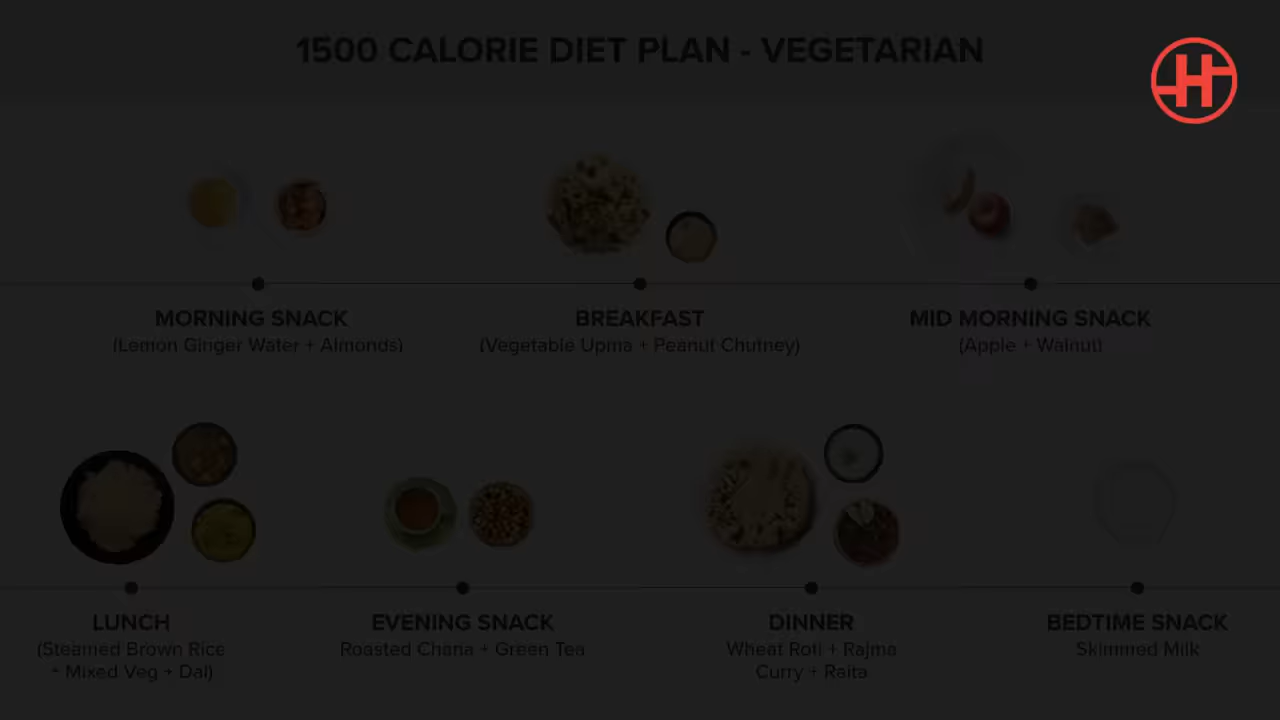 1500 CALORIE DIET PLAN - VEGETARIAN
H
MORNING SNACK
(Lemon Ginger Water + Almonds)
BREAKFAST
(Vegetable Upma + Peanut Chutney)
MID MORNING SNACK
(Apple + Walnut)
LUNCH
(Steamed Brown Rice
+ Mixed Veg + Dal)
EVENING SNACK
Roasted Chana + Green Tea
DINNER
Wheat Roti + Rajma
Curry + Raita
BEDTIME SNACK
Skimmed Milk